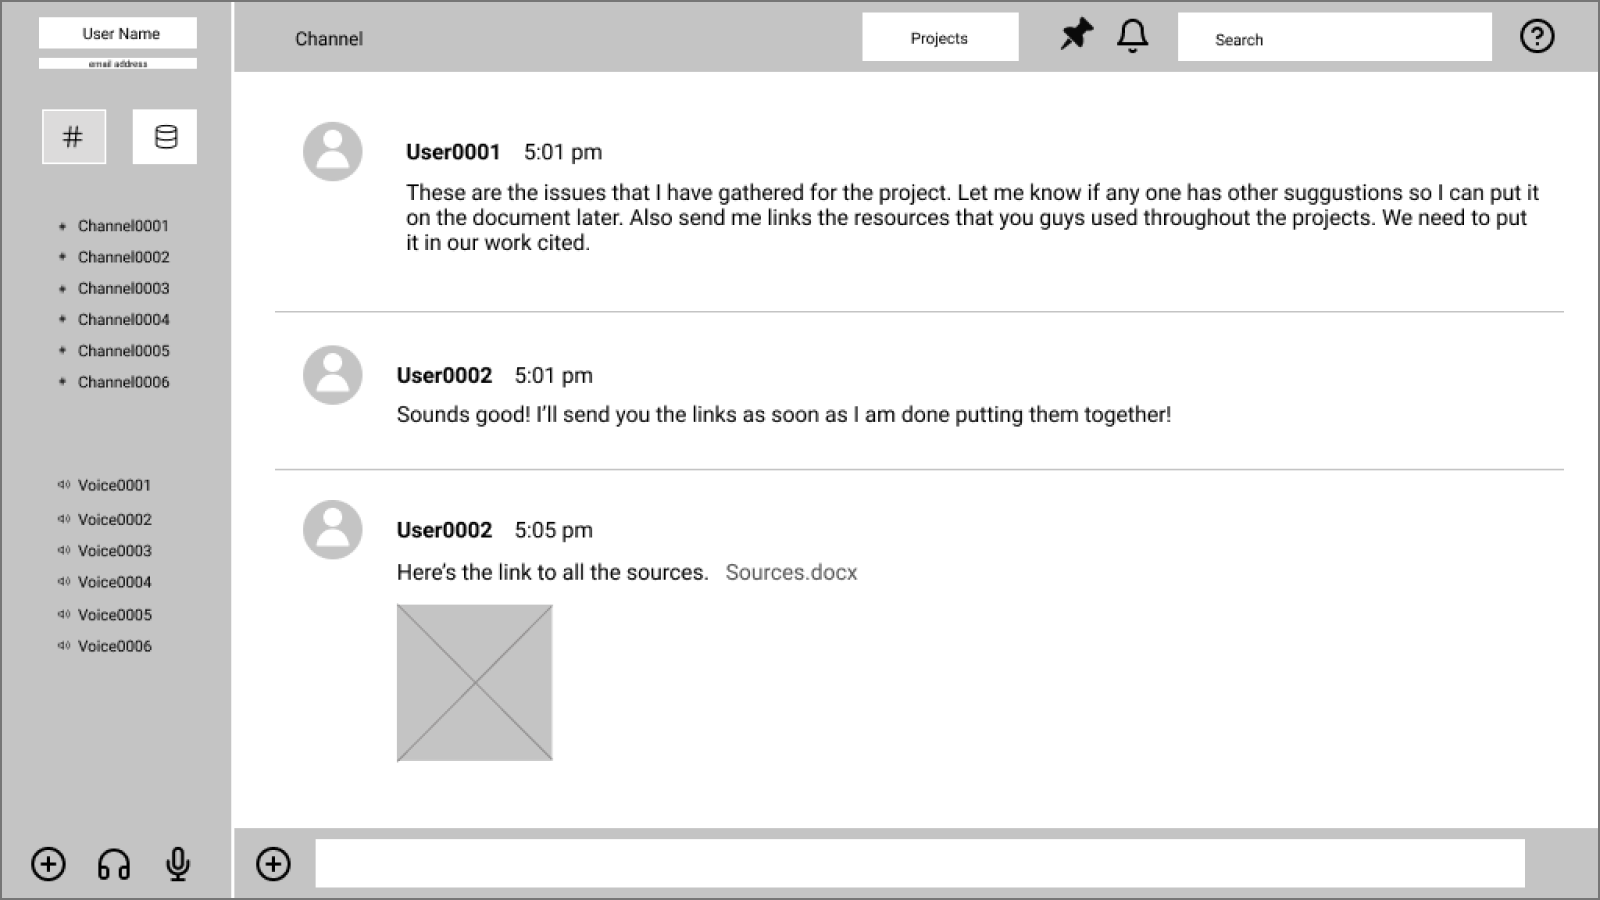 User Name
email address
Channel
Projects
Search
#
Channel0001
Channel0002
Channel0003
Channel0004
Channel0005
Channel0006
Voice0001
Voice0002
Voice0003
Voice0004
Voice0005
Voice0006
User0001 5:01 pm
These are the issues that I have gathered for the project. Let me know if any one has other suggustions so I can put it
on the document later. Also send me links the resources that you guys used throughout the projects. We need to put
it in our work cited.
User0002 5:01 pm
Sounds good! I’ll send you the links as soon as I am done putting them together!
User0002 5:05 pm
Here’s the link to all the sources. Sources.docx